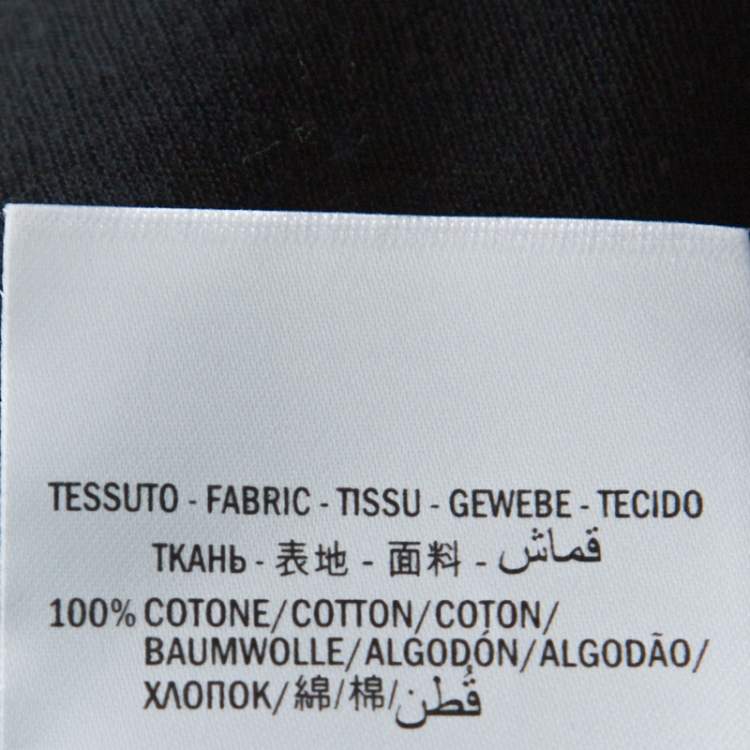 TESSUTO - FABRIC - TISSU - GEWEBE - TECIDO
ТКАНЬ - 表地 - 面料 - قماش
100% COTONE/COTTON/COTON/
BAUMWOLLE/ALGODÓN/ALGODÃO/
ХЛОПОК/綿/棉/قُطن